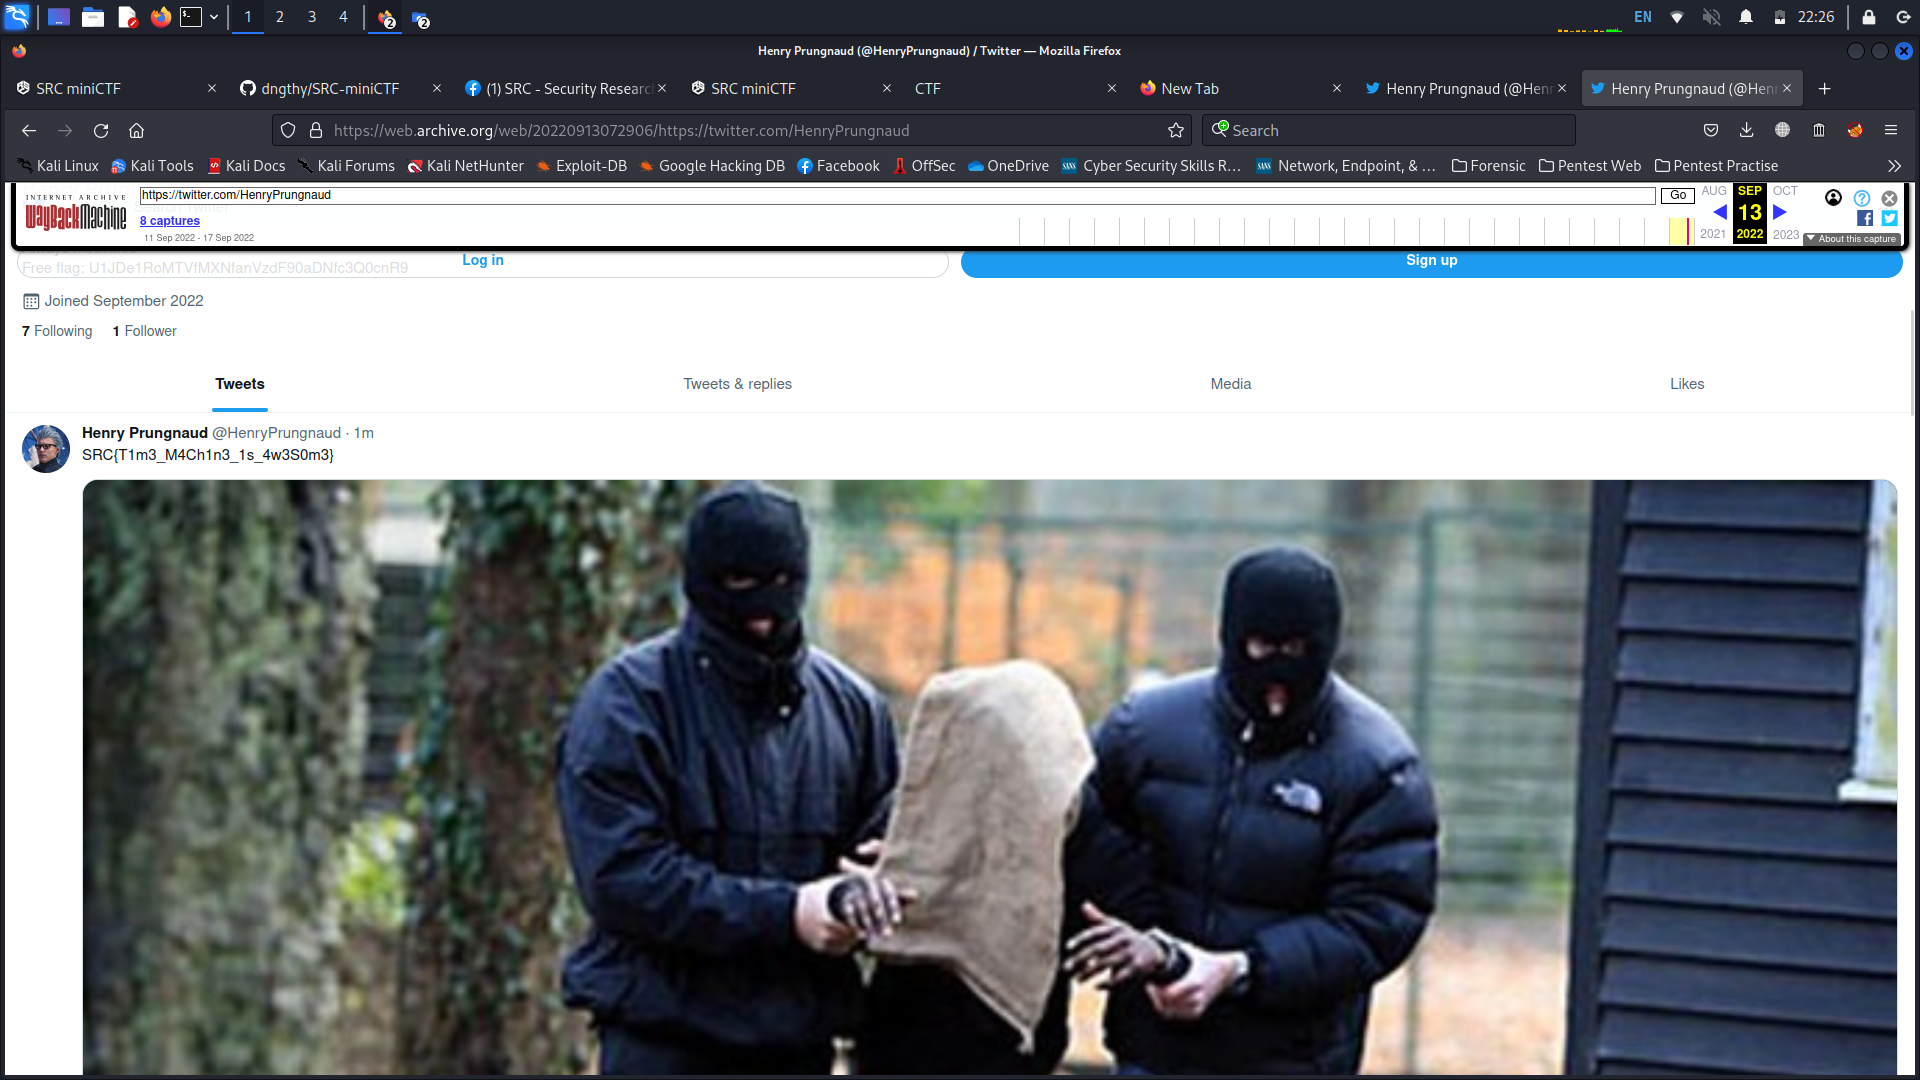 EN 22:26
1 2 3 4 2 2
Henry Prungnaud (@HenryPrungnaud) / Twitter — Mozilla Firefox
SRC miniCTF
dngthy/SRC-miniCTF
(1) SRC - Security Researc
SRC miniCTF
CTF
New Tab
Henry Prungnaud (@Henr
Henry Prungnaud (@Henr
https://web.archive.org/web/20220913072906/https://twitter.com/HenryPrungnaud
Search
Kali Linux Kali Tools Kali Docs Kali Forums Kali NetHunter Exploit-DB Google Hacking DB Facebook OffSec OneDrive SANS Cyber Security Skills R… SANS Network, Endpoint, & … Forensic Pentest Web Pentest Practise
INTERNET ARCHIVE
WayBackMachine
https://twitter.com/HenryPrungnaud
Go
AUG SEP OCT
8 captures
13
11 Sep 2022 - 17 Sep 2022
2021 2022 2023
About this capture
Free flag: U1JDe1RoMTVfMXNfanVzdF90aDNfc3Q0cnR9
Log in
Sign up
Joined September 2022
7 Following 1 Follower
Tweets Tweets & replies Media Likes
Henry Prungnaud @HenryPrungnaud · 1m
SRC{T1m3_M4Ch1n3_1s_4w3S0m3}